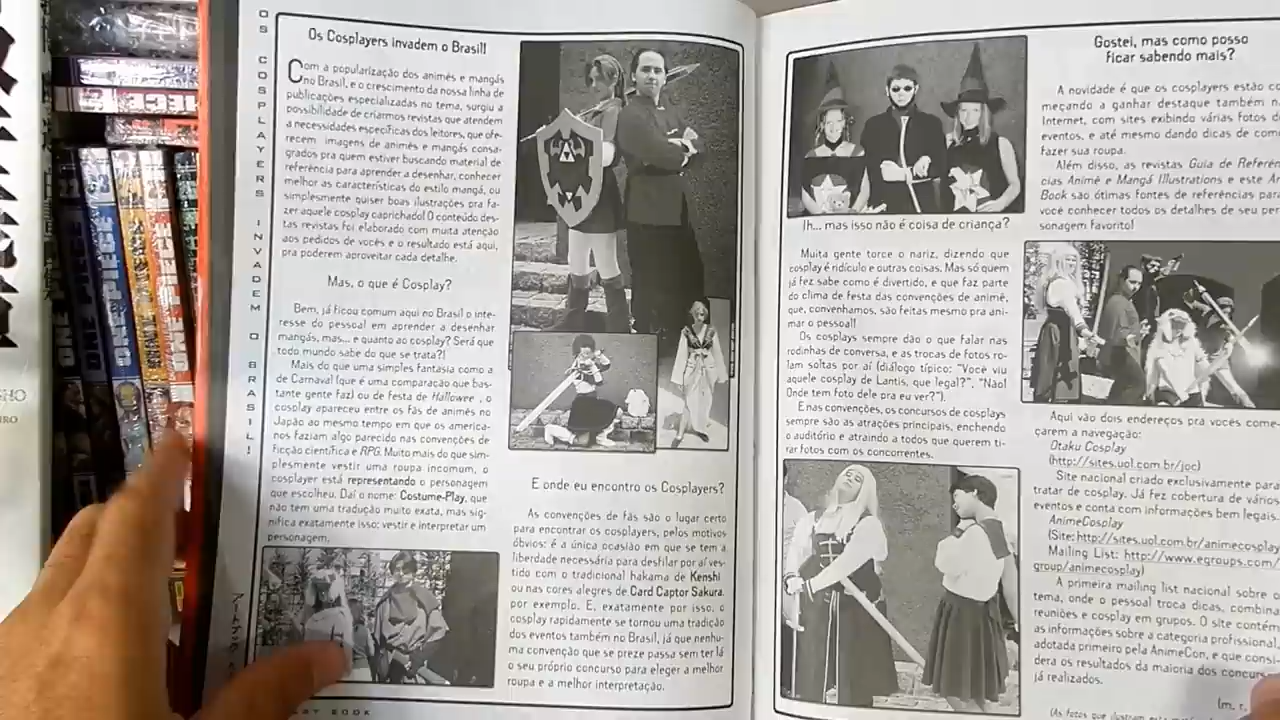 OS COSPLAYERS INVADEM O BRASIL!
Os Cosplayers invadem o Brasil!
Com a popularização dos animês e mangás
no Brasil, e o crescimento da nossa linha de
publicações especializadas no tema, surgiu a
possibilidade de criarmos revistas que atendem
a necessidades específicas dos leitores, que ofe-
recem imagens de animês e mangás consa-
grados pra quem estiver buscando material de
referência para aprender a desenhar, conhecer
melhor as características do estilo mangá, ou
simplesmente quiser boas ilustrações pra fa-
zer aquele cosplay caprichado! O conteúdo des-
tas revistas foi elaborado com muita atenção
aos pedidos de vocês e o resultado está aqui,
pra poderem aproveitar cada detalhe.
Mas, o que é Cosplay?
Bem, já ficou comum aqui no Brasil o inte-
resse do pessoal em aprender a desenhar
mangás, mas... e quanto ao cosplay? Será que
todo mundo sabe do que se trata?!
Mais do que uma simples fantasia como a
de Carnaval (que é uma comparação que bas-
tante gente faz) ou de festa de Hallowee , o
cosplay apareceu entre os fãs de animês no
Japão ao mesmo tempo em que os america-
nos faziam algo parecido nas convenções de
ficção científica e RPG. Muito mais do que sim-
plesmente vestir uma roupa incomum, o
cosplayer está representando o personagem
que escolheu. Daí o nome: Costume-Play, que
não tem uma tradução muito exata, mas sig-
nifica exatamente isso: vestir e interpretar um
personagem.
E onde eu encontro os Cosplayers?
As convenções de fãs são o lugar certo
para encontrar os cosplayers, pelos motivos
óbvios: é a única ocasião em que se tem a
liberdade necessária para desfilar por aí ves-
tido com o tradicional hakama de Kenshi
ou nas cores alegres de Card Captor Sakura,
por exemplo. E, exatamente por isso, o
cosplay rapidamente se tornou uma tradição
dos eventos também no Brasil, já que nenhu-
ma convenção que se preze passa sem ter lá
o seu próprio concurso para eleger a melhor
roupa e a melhor interpretação.
BOOK
Ih... mas isso não é coisa de criança?
Muita gente torce o nariz, dizendo que
cosplay é ridículo e outras coisas. Mas só quem
já fez sabe como é divertido, e que faz parte
do clima de festa das convenções de animê,
que, convenhamos, são feitas mesmo pra ani-
mar o pessoal!
Os cosplays sempre dão o que falar nas
rodinhas de conversa, e as trocas de fotos ro-
lam soltas por aí (diálogo típico: "Você viu
aquele cosplay de Lantis, que legal?". "Não!
Onde tem foto dele pra eu ver?").
E nas convenções, os concursos de cosplays
sempre são as atrações principais, enchendo
o auditório e atraindo a todos que querem ti-
rar fotos com os concorrentes.
Gostei, mas como posso
ficar sabendo mais?
A novidade é que os cosplayers estão co
meçando a ganhar destaque também n
Internet, com sites exibindo várias fotos d
eventos, e até mesmo dando dicas de com
fazer sua roupa.
Além disso, as revistas Guia de Referên
cias Animê e Mangá Illustrations e este Ar
Book são ótimas fontes de referências par
você conhecer todos os detalhes de seu per
sonagem favorito!
Aqui vão dois endereços pra vocês come-
çarem a navegação:
Otaku Cosplay
(http://sites.uol.com.br/joc)
Site nacional criado exclusivamente para
tratar de cosplay. Já fez cobertura de vários
eventos e conta com informações bem legais.
AnimeCosplay
(Site: http://sites.uol.com.br/animecosplay
Mailing List: http://www.egroups.com/
group/animecosplay)
A primeira mailing list nacional sobre o
tema, onde o pessoal troca dicas, combina
reuniões e cosplay em grupos. O site contém
as informações sobre a categoria profissional,
adotada primeiro pela AnimeCon, e que consi
dera os resultados da maioria dos concurs
já realizados.
(m. r.
(As fotos que ilustram esta